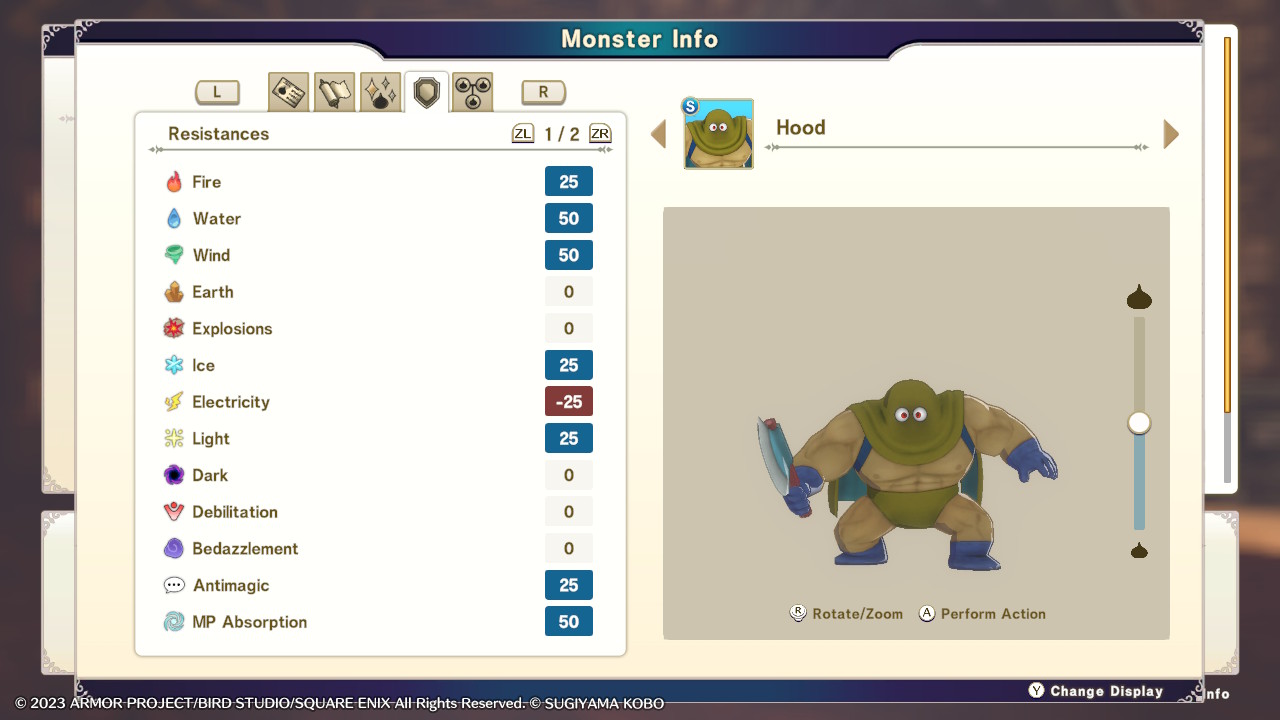 Monster Info
L
R
Resistances
ZL 1 / 2 ZR
Fire 25
Water 50
Wind 50
Earth 0
Explosions 0
Ice 25
Electricity -25
Light 25
Dark 0
Debilitation 0
Bedazzlement 0
Antimagic 25
MP Absorption 50
S
Hood
R Rotate/Zoom A Perform Action
Y Change Display
Info
© 2023 ARMOR PROJECT/BIRD STUDIO/SQUARE ENIX All Rights Reserved. © SUGIYAMA KOBO